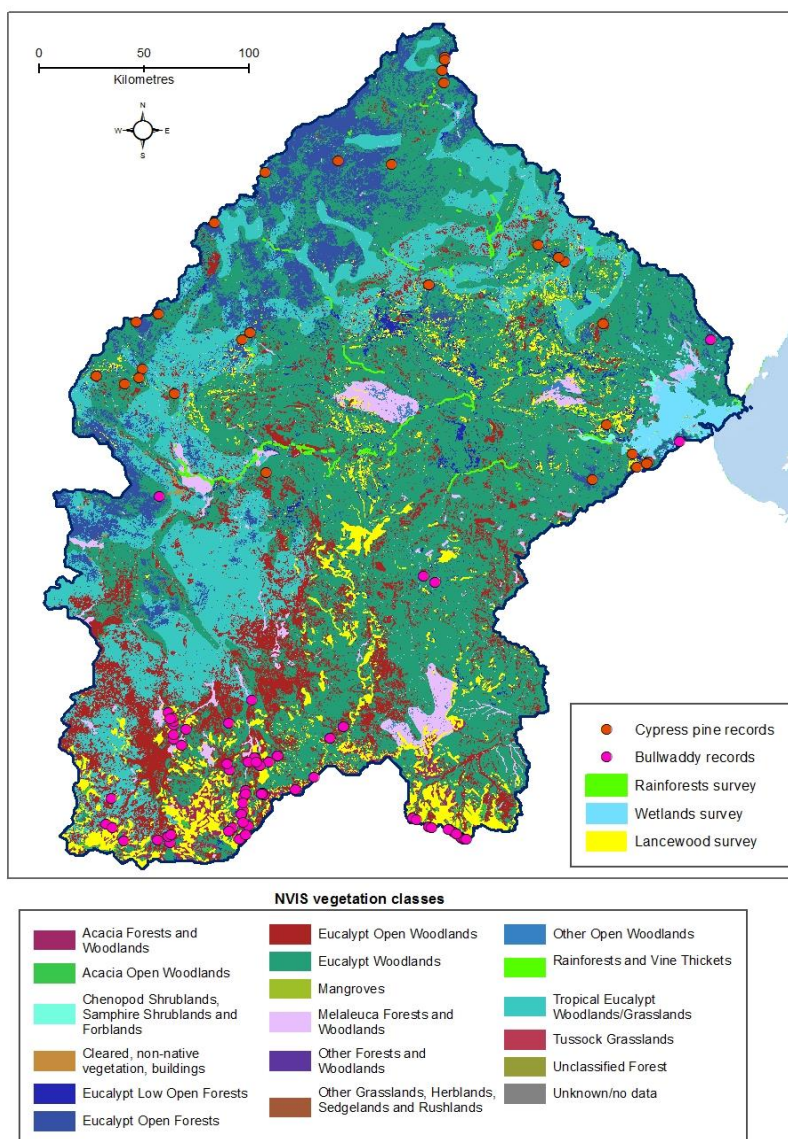 0 50 100
Kilometres
N
W E
S
Cypress pine records
Bullwaddy records
Rainforests survey
Wetlands survey
Lancewood survey
NVIS vegetation classes
Acacia Forests and
Woodlands
Acacia Open Woodlands
Chenopod Shrublands,
Samphire Shrublands and
Forblands
Cleared, non-native
vegetation, buildings
Eucalypt Low Open Forests
Eucalypt Open Forests
Eucalypt Open Woodlands
Eucalypt Woodlands
Mangroves
Melaleuca Forests and
Woodlands
Other Forests and
Woodlands
Other Grasslands, Herblands,
Sedgelands and Rushlands
Other Open Woodlands
Rainforests and Vine Thickets
Tropical Eucalypt
Woodlands/Grasslands
Tussock Grasslands
Unclassified Forest
Unknown/no data